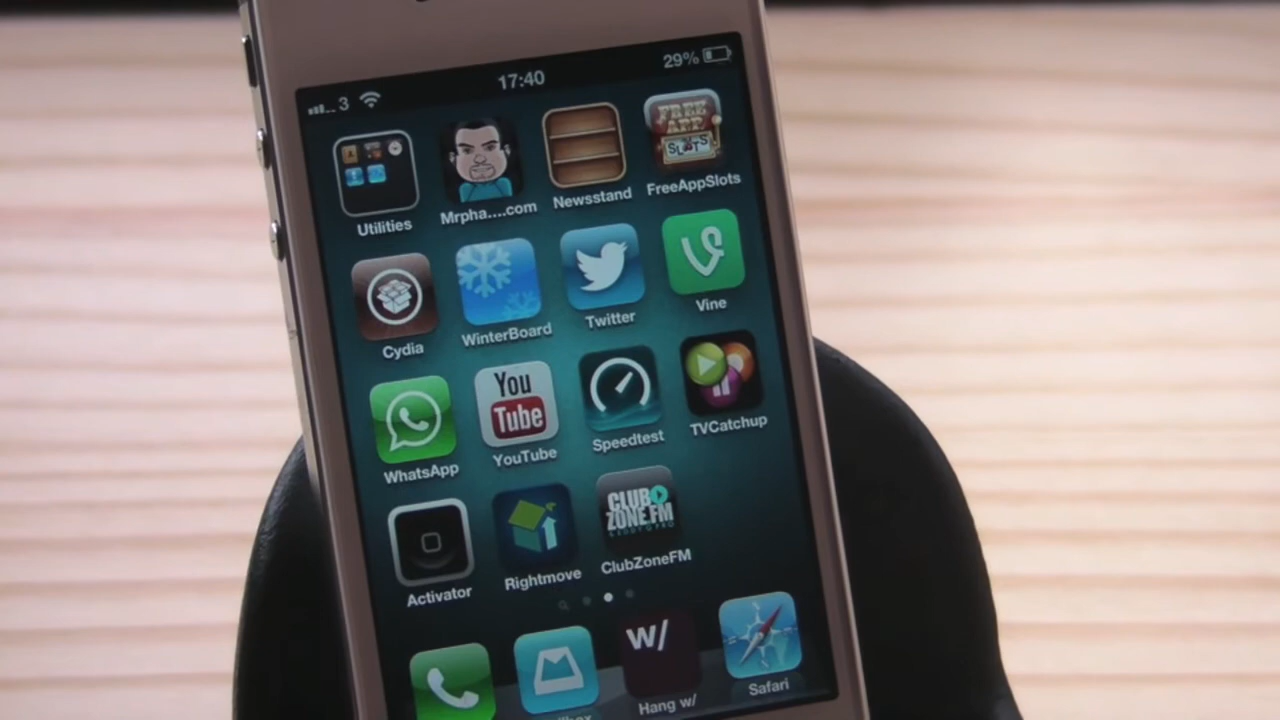 3 17:40 29%
Utilities Mrpha....com Newsstand FreeAppSlots
FREE
APP
SLOTS
Cydia WinterBoard Twitter Vine
You
Tube
WhatsApp YouTube Speedtest TVCatchup
CLUB
ZONE.FM
Activator Rightmove ClubZoneFM
w/
Hang w/ Safari